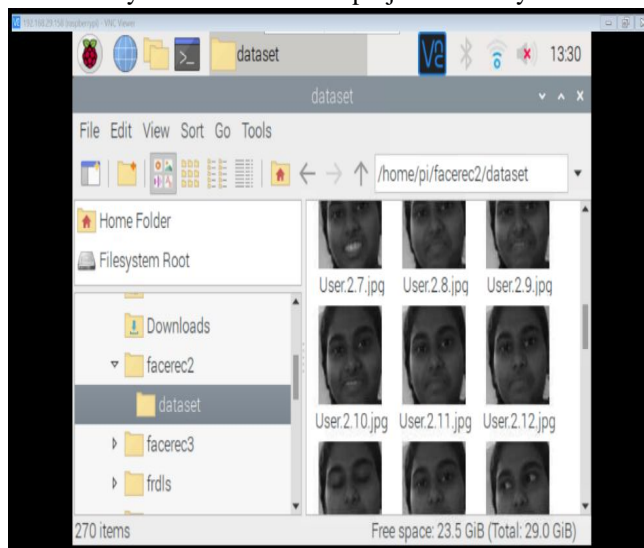 dataset
13:30
dataset
File Edit View Sort Go Tools
/home/pi/facerec2/dataset
Home Folder
Filesystem Root
Downloads
facerec2
dataset
facerec3
frdls
User.2.7.jpg User.2.8.jpg User.2.9.jpg
User.2.10.jpg User.2.11.jpg User.2.12.jpg
270 items
Free space: 23.5 GiB (Total: 29.0 GiB)